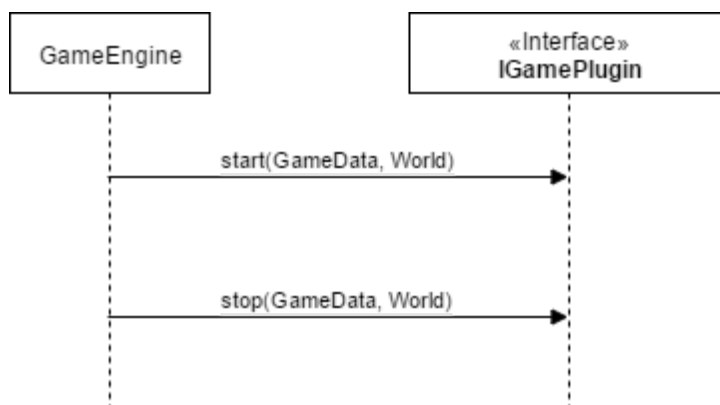 GameEngine
«Interface»
IGamePlugin
start(GameData, World)
stop(GameData, World)